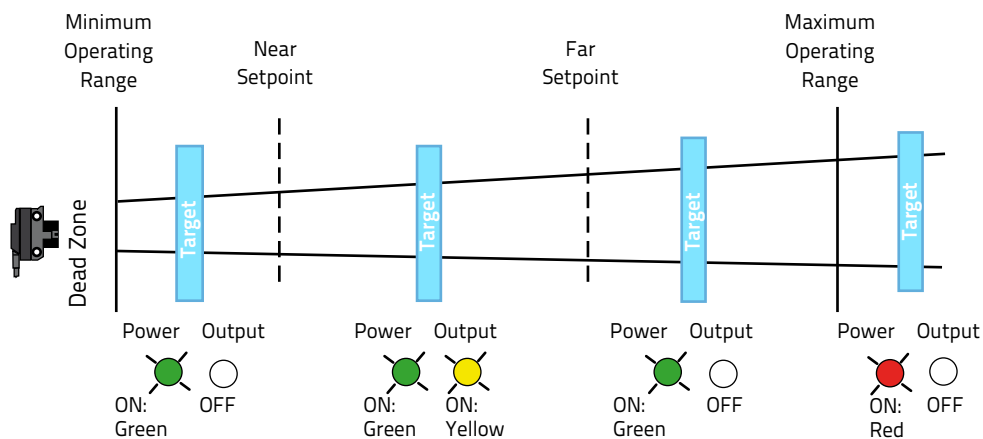 Minimum
Operating
Range
Near
Setpoint
Far
Setpoint
Maximum
Operating
Range
Dead Zone
Target
Target
Target
Target
Power Output
ON:
Green
OFF
Power Output
ON:
Green
ON:
Yellow
Power Output
ON:
Green
OFF
Power Output
ON:
Red
OFF